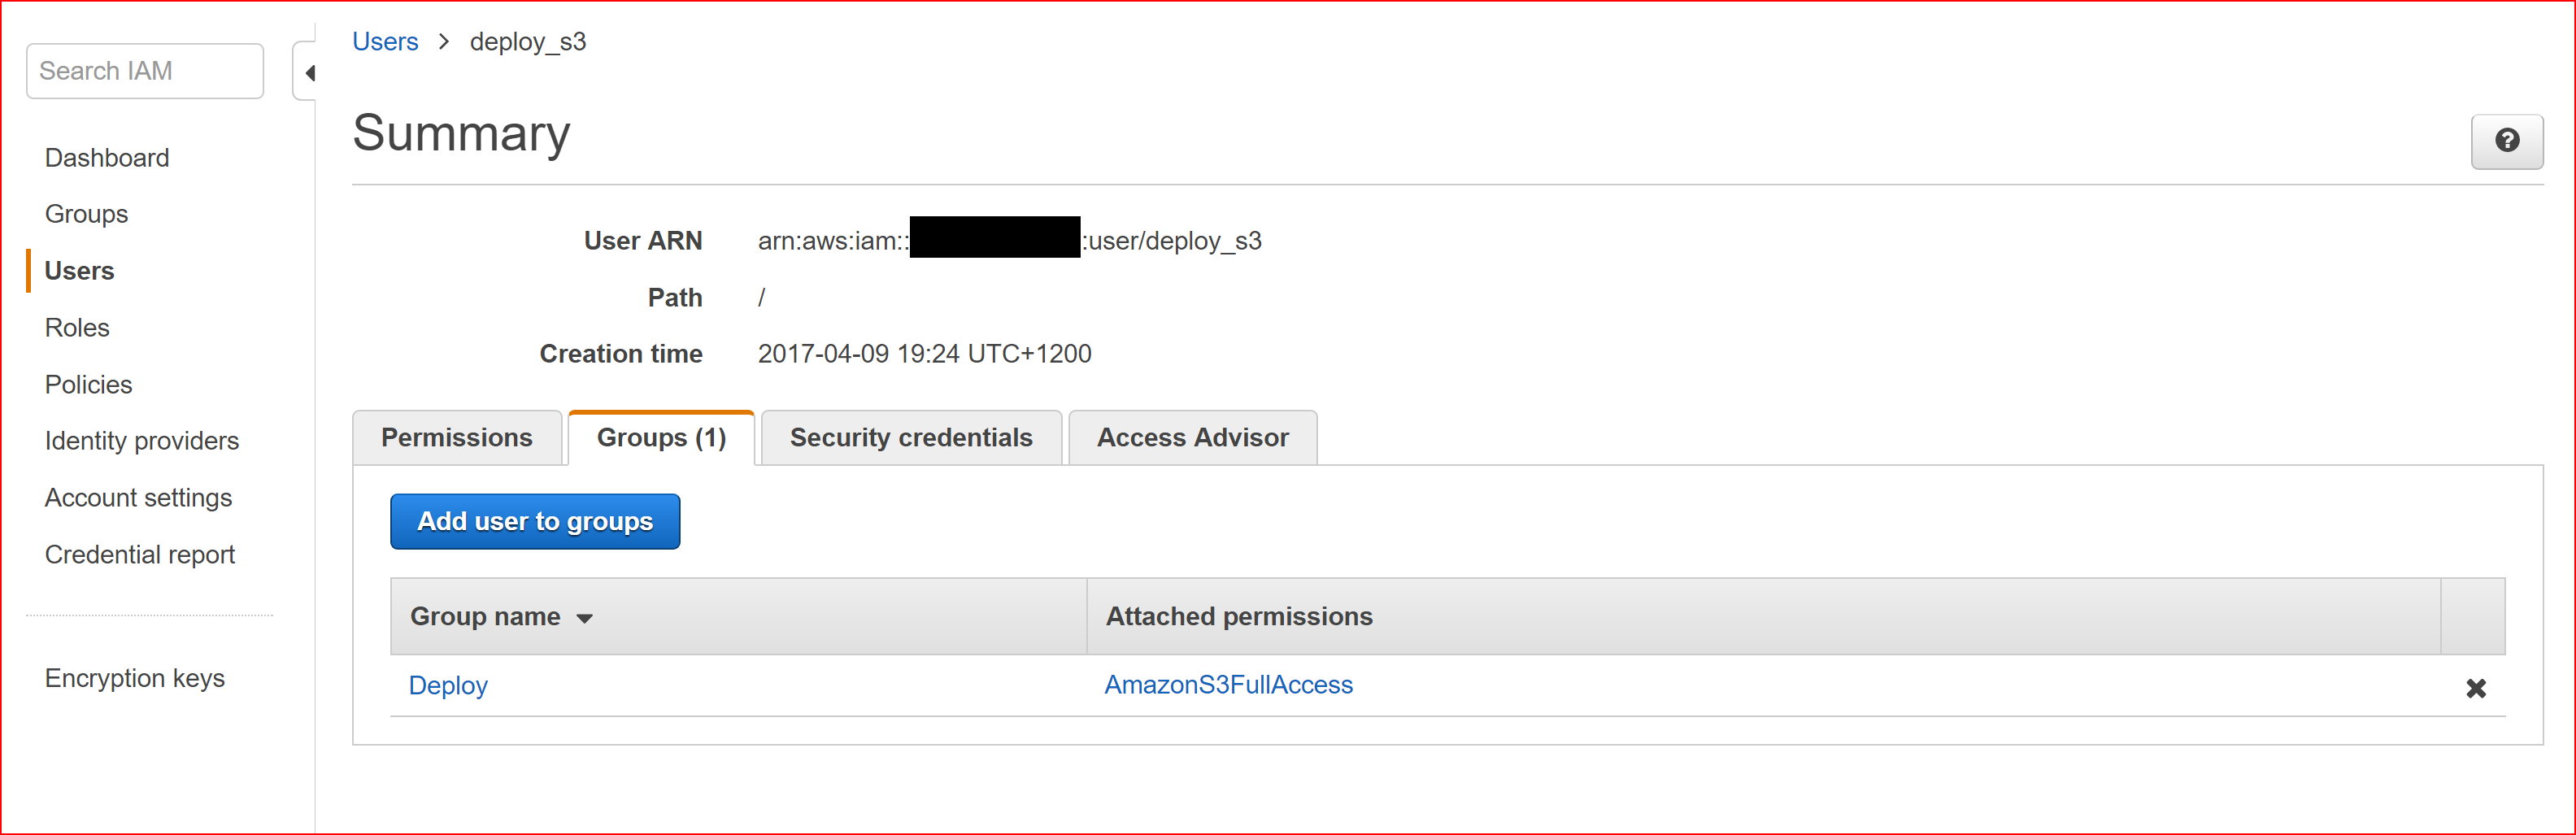 Search IAM
Dashboard
Groups
Users
Roles
Policies
Identity providers
Account settings
Credential report
Encryption keys
Users > deploy_s3
Summary
?
User ARN arn:aws:iam:: :user/deploy_s3
Path /
Creation time 2017-04-09 19:24 UTC+1200
Permissions Groups (1) Security credentials Access Advisor
Add user to groups
Group name Attached permissions
Deploy AmazonS3FullAccess